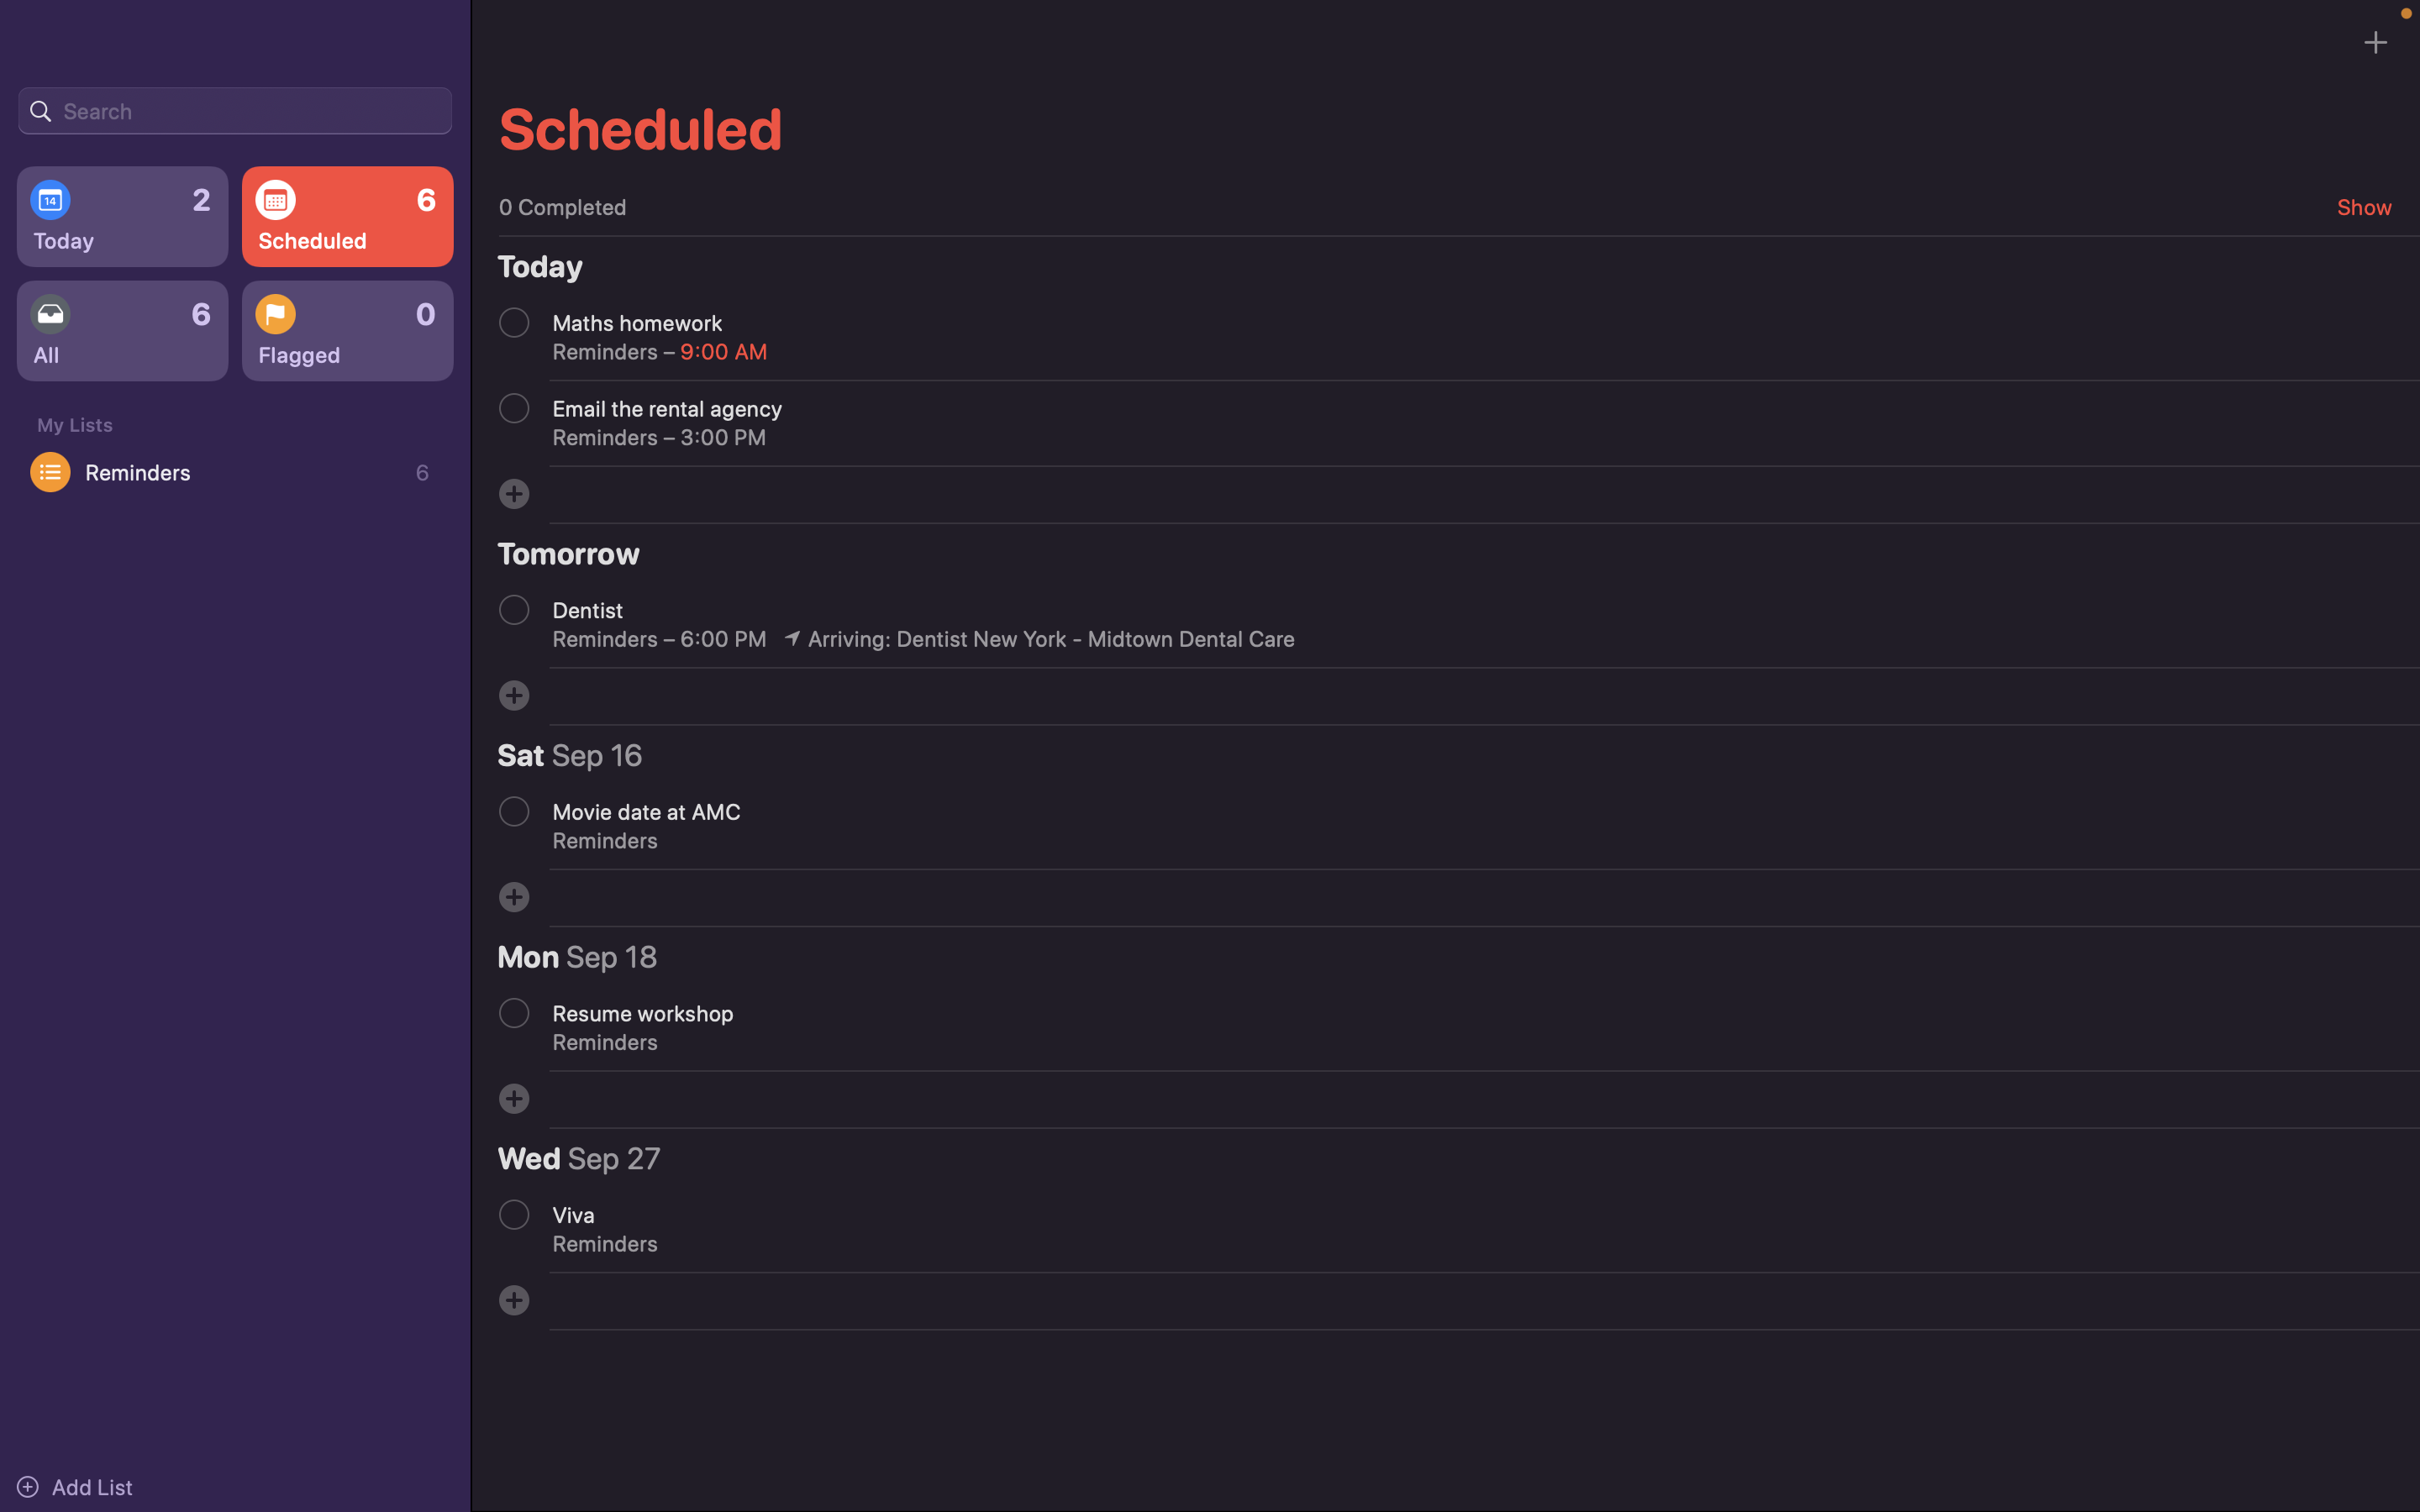 Search
14
2
Today
6
Scheduled
6
All
0
Flagged
My Lists
Reminders 6
Add List
Scheduled
0 Completed Show
Today
Maths homework
Reminders – 9:00 AM
Email the rental agency
Reminders – 3:00 PM
Tomorrow
Dentist
Reminders – 6:00 PM Arriving: Dentist New York - Midtown Dental Care
Sat Sep 16
Movie date at AMC
Reminders
Mon Sep 18
Resume workshop
Reminders
Wed Sep 27
Viva
Reminders